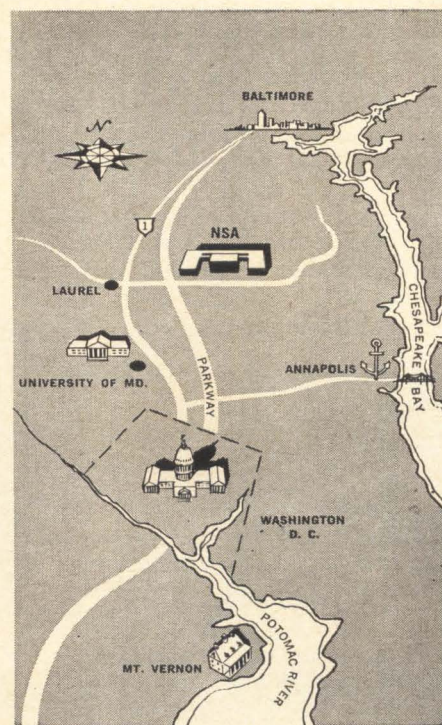 BALTIMORE
N
1
NSA
LAUREL
CHESAPEAKE
BAY
PARKWAY
ANNAPOLIS
UNIVERSITY OF MD.
WASHINGTON
D. C.
POTOMAC RIVER
MT. VERNON